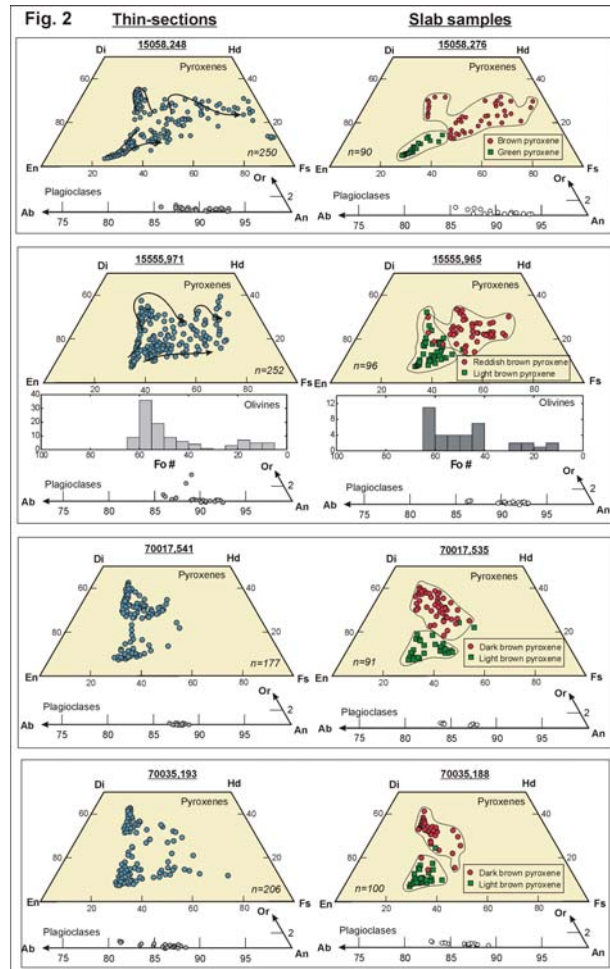 Fig. 2 Thin-sections Slab samples
15058,248
Di Hd
Pyroxenes
40
80
20
En 20 40 60 Fs
n=250
Or
2
Plagioclases
Ab 75 80 85 90 95 An
15058,276
Di Hd
Pyroxenes
60
40
80
20
n=90
Brown pyroxene
Green pyroxene
En 20 40 60 80 Fs
Or
2
Plagioclases
Ab 75 80 85 90 95 An
15555,971
Di Hd
Pyroxenes
60
40
80
20
n=252
En 20 40 60 80 Fs
40
30
20
10
0
Olivines
100 80 60 40 20 0
Fo #
Or
2
Plagioclases
Ab 75 80 85 90 95 An
15555,965
Di Hd
Pyroxenes
60
40
80
20
n=96
Reddish brown pyroxene
Light brown pyroxene
En 20 40 60 80 Fs
12
8
4
0
Olivines
100 80 60 40 20 0
Fo #
Or
2
Plagioclases
Ab 75 80 85 90 95 An
70017,541
Di Hd
Pyroxenes
60
40
80
20
n=177
En 20 40 60 80 Fs
Or
2
Plagioclases
Ab 75 80 85 90 95 An
70017,535
Di Hd
Pyroxenes
60
40
80
20
n=91
Dark brown pyroxene
Light brown pyroxene
En 20 40 60 80 Fs
Or
2
Plagioclases
Ab 75 80 85 90 95 An
70035,193
Di Hd
Pyroxenes
60
40
80
20
n=206
En 20 40 60 80 Fs
Or
2
Plagioclases
Ab 75 80 85 90 95 An
70035,188
Di Hd
Pyroxenes
60
40
80
20
n=100
Dark brown pyroxene
Light brown pyroxene
En 20 40 60 80 Fs
Or
2
Plagioclases
Ab 75 80 85 90 95 An